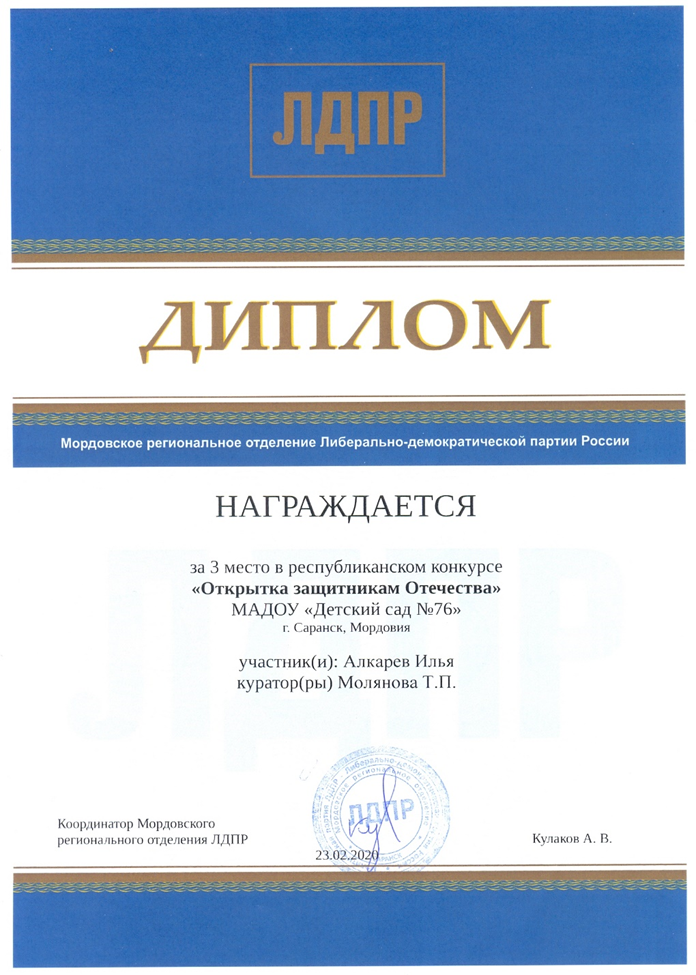 ЛДПР
ДИПЛОМ
Мордовское региональное отделение Либерально-демократической партии России
НАГРАЖДАЕТСЯ
за 3 место в республиканском конкурсе
«Открытка защитникам Отечества»
МАДОУ «Детский сад №76»
г. Саранск, Мордовия
участник(и): Алкарев Илья
куратор(ры) Молянова Т.П.
ЛДПР
Координатор Мордовского
регионального отделения ЛДПР
Кулаков А. В.
23.02.2020